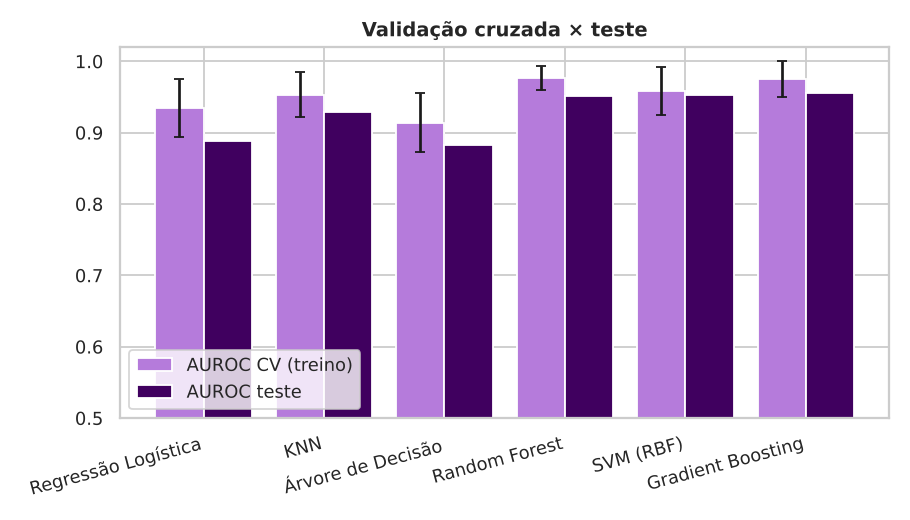 Validação cruzada × teste
1.0
0.9
0.8
0.7
0.6
0.5
AUROC CV (treino)
AUROC teste
Regressão Logística
KNN
Árvore de Decisão
Random Forest
SVM (RBF)
Gradient Boosting